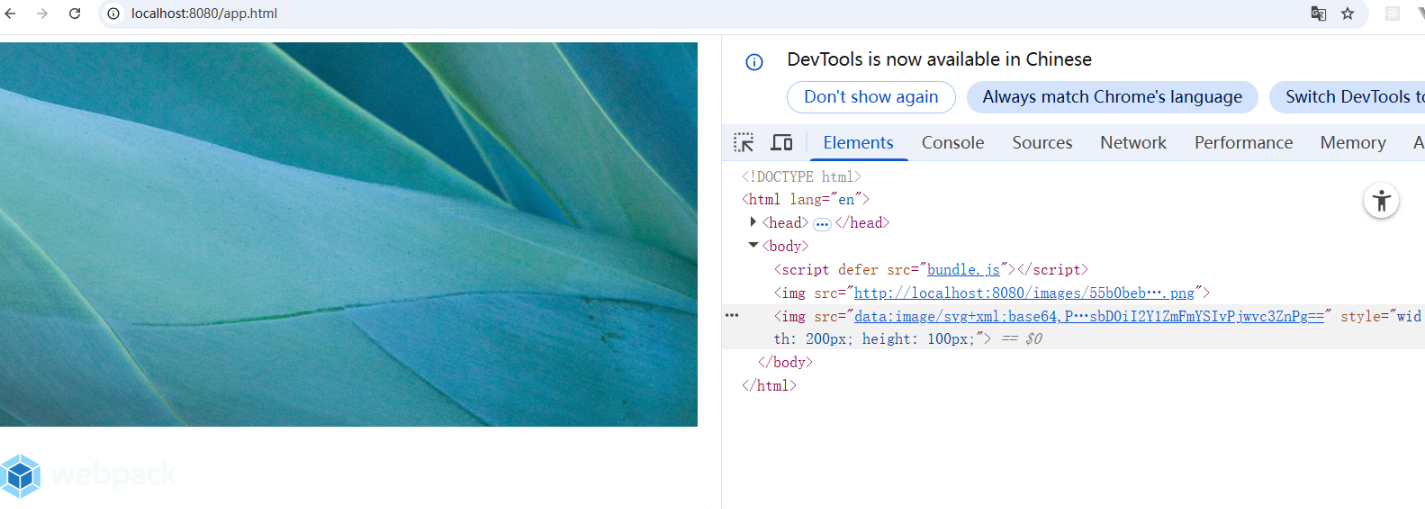 localhost:8080/app.html
DevTools is now available in Chinese
Don't show again Always match Chrome's language Switch DevTools to
Elements Console Sources Network Performance Memory A
<!DOCTYPE html>
<html lang="en">
<head> ••• </head>
<body>
<script defer src="bundle.js"></script>
<img src="http://localhost:8080/images/55b0beb….png">
<img src="data:image/svg+xml;base64,P…sbD0iI2Y1ZmFmYSIvPjwvc3ZnPg==" style="wid
th: 200px; height: 100px;"> == $0
</body>
</html>
webpack